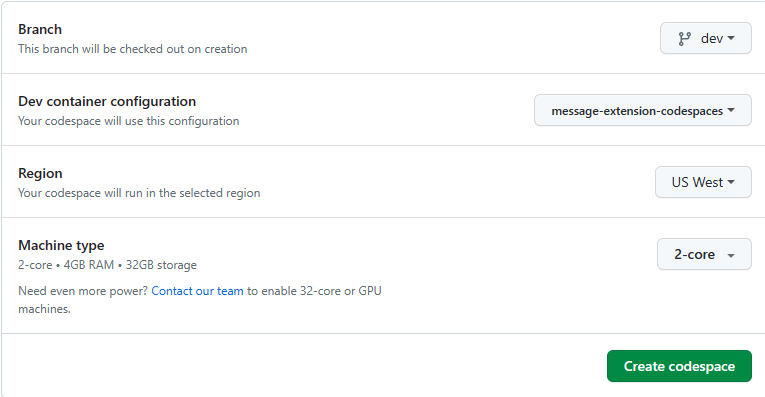 Branch
This branch will be checked out on creation
dev
Dev container configuration
Your codespace will use this configuration
message-extension-codespaces
Region
Your codespace will run in the selected region
US West
Machine type
2-core • 4GB RAM • 32GB storage
2-core
Need even more power? Contact our team to enable 32-core or GPU
machines.
Create codespace